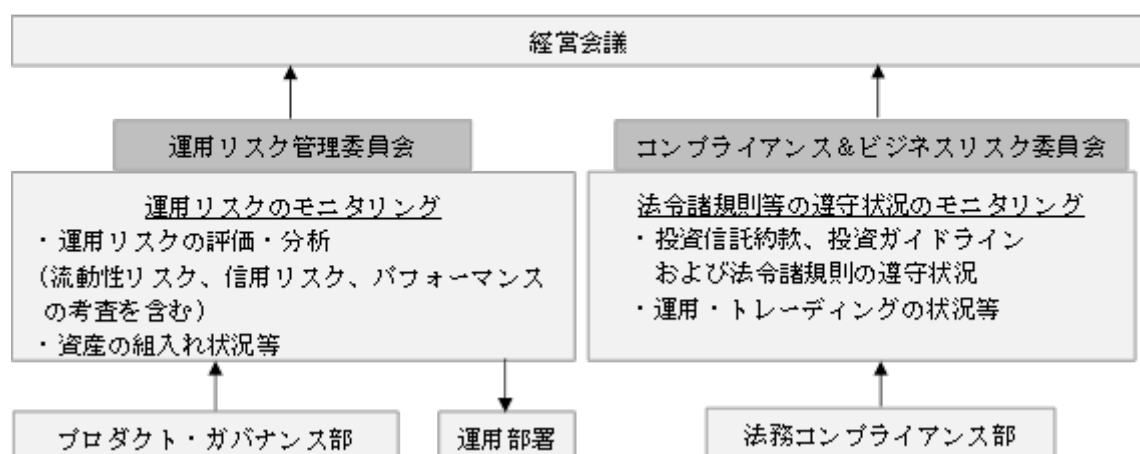 経営会議
運用リスク管理委員会
運用リスクのモニタリング
・運用リスクの評価・分析
(流動性リスク、信用リスク、パフォーマンス
の考査を含む)
・資産の組入れ状況等
プロダクト・ガバナンス部
運用部署
コンプライアンス&ビジネスリスク委員会
法令諸規則等の遵守状況のモニタリング
・投資信託約款、投資ガイドライン
および法令諸規則の遵守状況
・運用・トレーディングの状況等
法務コンプライアンス部